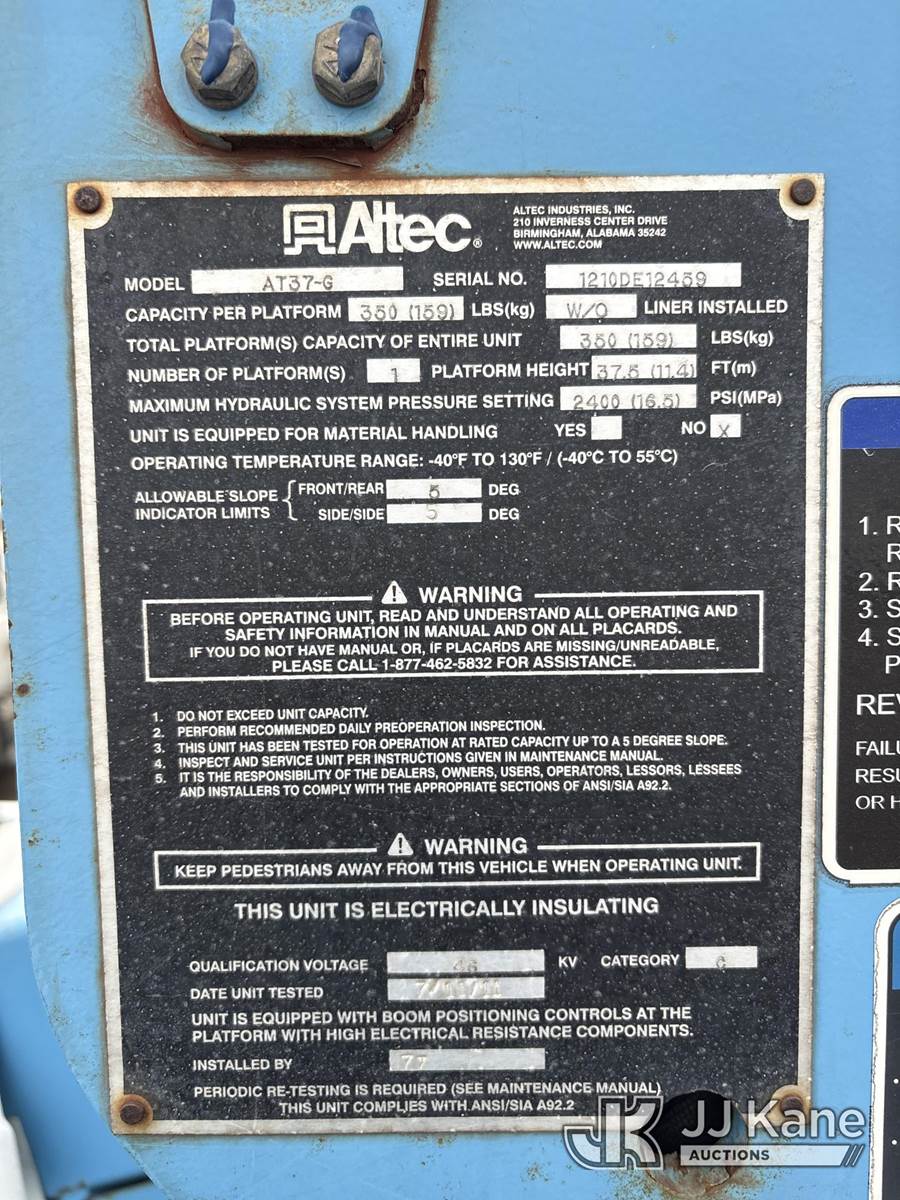 Altec®
ALTEC INDUSTRIES, INC.
210 INVERNESS CENTER DRIVE
BIRMINGHAM, ALABAMA 35242
WWW.ALTEC.COM
MODEL AT37-G SERIAL NO. 1210DE12459
CAPACITY PER PLATFORM 350 (159) LBS(kg) W/O LINER INSTALLED
TOTAL PLATFORM(S) CAPACITY OF ENTIRE UNIT 350 (159) LBS(kg)
NUMBER OF PLATFORM(S) 1 PLATFORM HEIGHT 37.5 (11.4) FT(m)
MAXIMUM HYDRAULIC SYSTEM PRESSURE SETTING 2400 (16.5) PSI(MPa)
UNIT IS EQUIPPED FOR MATERIAL HANDLING YES NO X
OPERATING TEMPERATURE RANGE: -40°F TO 130°F / (-40°C TO 55°C)
ALLOWABLE SLOPE INDICATOR LIMITS
FRONT/REAR 5 DEG
SIDE/SIDE 5 DEG
⚠ WARNING
BEFORE OPERATING UNIT, READ AND UNDERSTAND ALL OPERATING AND
SAFETY INFORMATION IN MANUAL AND ON ALL PLACARDS.
IF YOU DO NOT HAVE MANUAL OR, IF PLACARDS ARE MISSING/UNREADABLE,
PLEASE CALL 1-877-462-5832 FOR ASSISTANCE.
1. DO NOT EXCEED UNIT CAPACITY.
2. PERFORM RECOMMENDED DAILY PREOPERATION INSPECTION.
3. THIS UNIT HAS BEEN TESTED FOR OPERATION AT RATED CAPACITY UP TO A 5 DEGREE SLOPE.
4. INSPECT AND SERVICE UNIT PER INSTRUCTIONS GIVEN IN MAINTENANCE MANUAL.
5. IT IS THE RESPONSIBILITY OF THE DEALERS, OWNERS, USERS, OPERATORS, LESSORS, LESSEES
AND INSTALLERS TO COMPLY WITH THE APPROPRIATE SECTIONS OF ANSI/SIA A92.2.
⚠ WARNING
KEEP PEDESTRIANS AWAY FROM THIS VEHICLE WHEN OPERATING UNIT.
THIS UNIT IS ELECTRICALLY INSULATING
QUALIFICATION VOLTAGE 46 KV CATEGORY C
DATE UNIT TESTED
UNIT IS EQUIPPED WITH BOOM POSITIONING CONTROLS AT THE
PLATFORM WITH HIGH ELECTRICAL RESISTANCE COMPONENTS.
INSTALLED BY 77
PERIODIC RE-TESTING IS REQUIRED (SEE MAINTENANCE MANUAL)
THIS UNIT COMPLIES WITH ANSI/SIA A92.2
1. R
R
2. R
3. S
4. S
P
REV
FAILU
RESU
OR H
JK JJ Kane
AUCTIONS